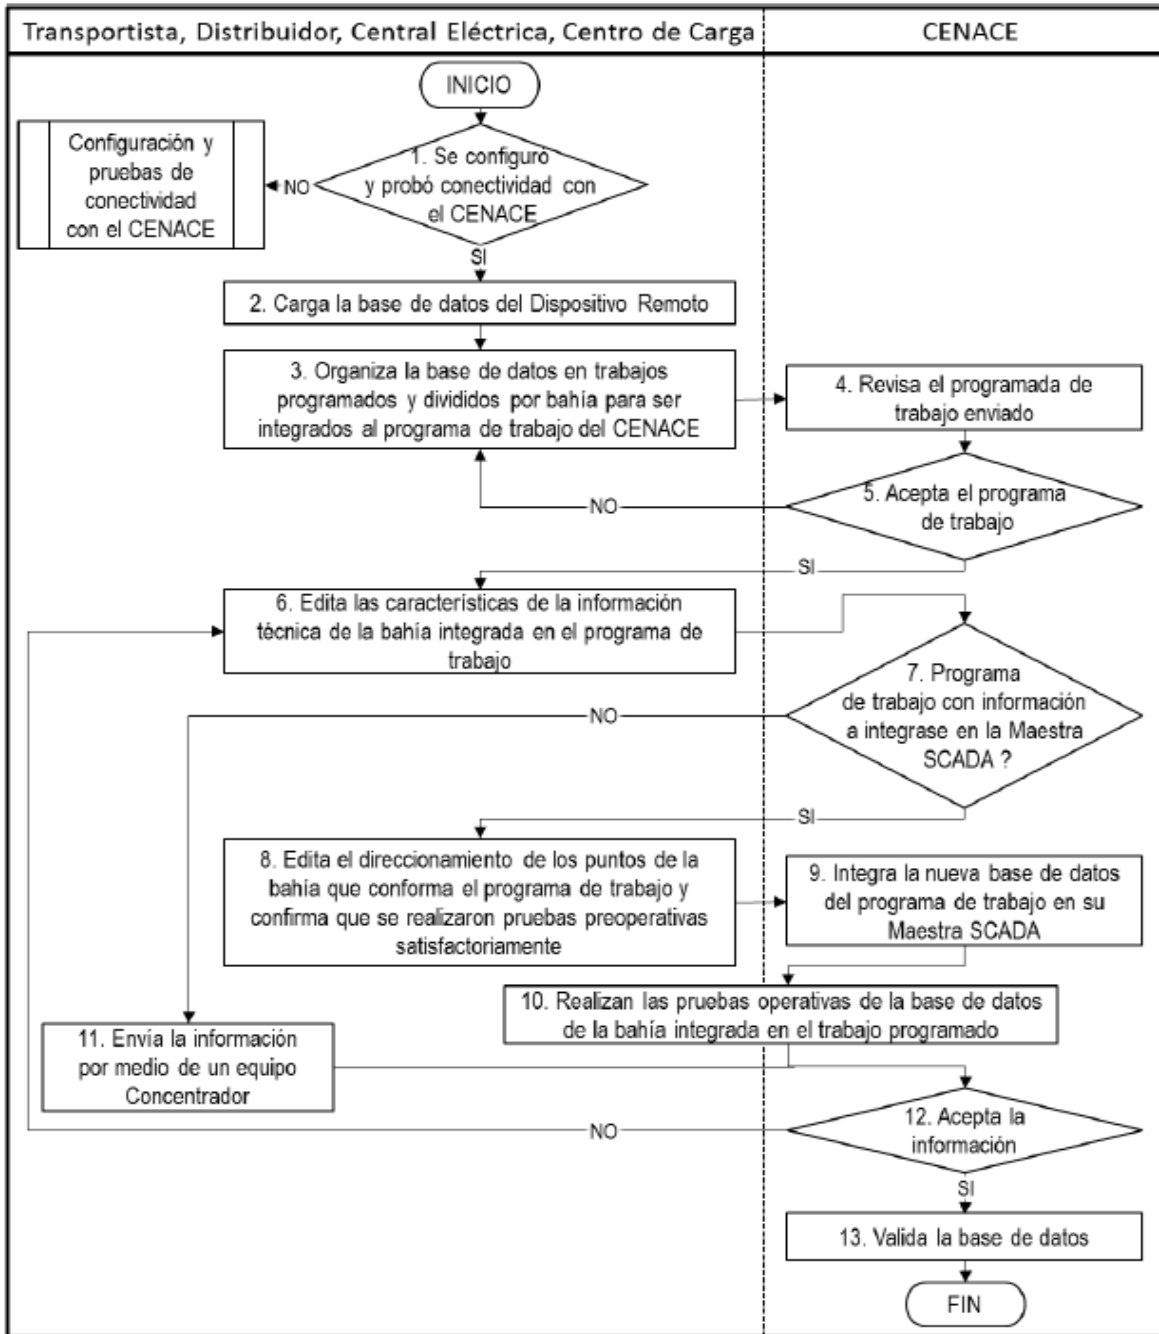 Transportista, Distribuidor, Central Eléctrica, Centro de Carga
CENACE
INICIO
1. Se configuró
y probó conectividad con
el CENACE
NO
Configuración y
pruebas de
conectividad
con el CENACE
SI
2. Carga la base de datos del Dispositivo Remoto
3. Organiza la base de datos en trabajos
programados y divididos por bahía para ser
integrados al programa de trabajo del CENACE
4. Revisa el programada de
trabajo enviado
5. Acepta el programa
de trabajo
NO
SI
6. Edita las características de la información
técnica de la bahía integrada en el programa de
trabajo
7. Programa
de trabajo con información
a integrase en la Maestra
SCADA ?
NO
SI
8. Edita el direccionamiento de los puntos de la
bahía que conforma el programa de trabajo y
confirma que se realizaron pruebas preoperativas
satisfactoriamente
9. Integra la nueva base de datos
del programa de trabajo en su
Maestra SCADA
10. Realizan las pruebas operativas de la base de datos
de la bahía integrada en el trabajo programado
11. Envía la información
por medio de un equipo
Concentrador
12. Acepta la
información
NO
SI
13. Valida la base de datos
FIN